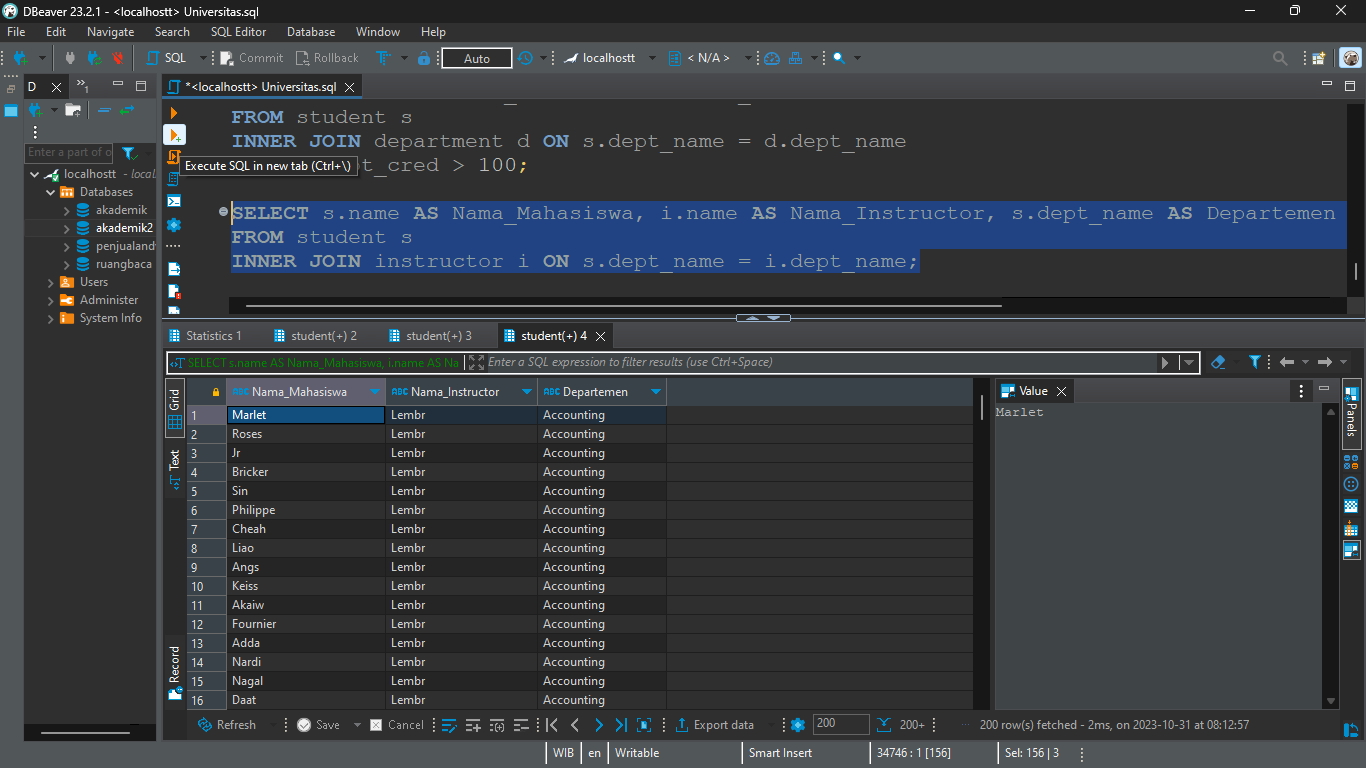 DBeaver 23.2.1 - <localhostt> Universitas.sql
File Edit Navigate Search SQL Editor Database Window Help
SQL Commit Rollback Auto localhostt < N/A >
D
*<localhostt> Universitas.sql
Enter a part of o
localhostt - local
Databases
akademik
akademik2
penjualand
ruangbaca
Users
Administer
System Info
FROM student s
INNER JOIN department d ON s.dept_name = d.dept_name
t_cred > 100;
Execute SQL in new tab (Ctrl+\)
SELECT s.name AS Nama_Mahasiswa, i.name AS Nama_Instructor, s.dept_name AS Departemen
FROM student s
INNER JOIN instructor i ON s.dept_name = i.dept_name;
Statistics 1 student(+) 2 student(+) 3 student(+) 4
SELECT s.name AS Nama_Mahasiswa, i.name AS Na Enter a SQL expression to filter results (use Ctrl+Space)
Grid
Text
Record
ABC Nama_Mahasiswa ABC Nama_Instructor ABC Departemen
1 Marlet Lembr Accounting
2 Roses Lembr Accounting
3 Jr Lembr Accounting
4 Bricker Lembr Accounting
5 Sin Lembr Accounting
6 Philippe Lembr Accounting
7 Cheah Lembr Accounting
8 Liao Lembr Accounting
9 Angs Lembr Accounting
10 Keiss Lembr Accounting
11 Akaiw Lembr Accounting
12 Fournier Lembr Accounting
13 Adda Lembr Accounting
14 Nardi Lembr Accounting
15 Nagal Lembr Accounting
16 Daat Lembr Accounting
Value
Marlet
Panels
Refresh Save Cancel Export data 200 200+ 200 row(s) fetched - 2ms, on 2023-10-31 at 08:12:57
WIB en Writable Smart Insert 34746 : 1 [156] Sel: 156 | 3